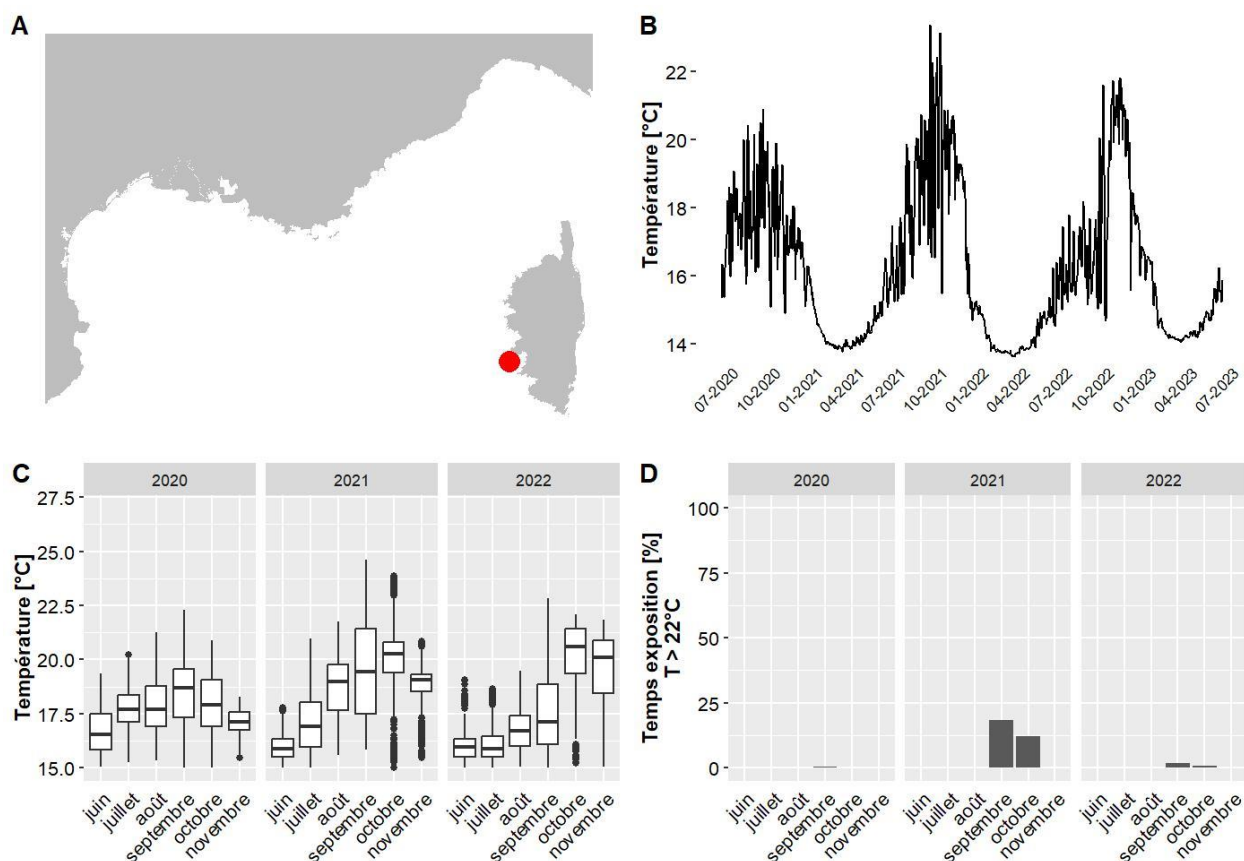 A
B
Température [°C]
22
20
18
16
14
07-2020
10-2020
01-2021
04-2021
07-2021
10-2021
01-2022
04-2022
07-2022
10-2022
01-2023
04-2023
07-2023
C
2020
2021
2022
Température [°C]
27.5
25.0
22.5
20.0
17.5
15.0
juin
juillet
août
septembre
octobre
novembre
juin
juillet
août
septembre
octobre
novembre
juin
juillet
août
septembre
octobre
novembre
D
2020
2021
2022
Temps exposition [%]
T > 22°C
100
75
50
25
0
juin
juillet
août
septembre
octobre
novembre
juin
juillet
août
septembre
octobre
novembre
juin
juillet
août
septembre
octobre
novembre